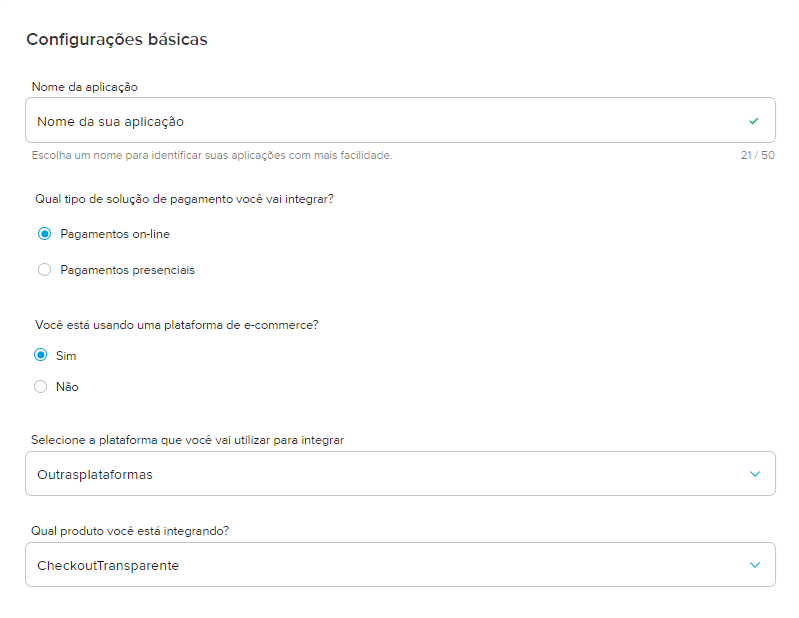 Configurações básicas
Nome da aplicação
Nome da sua aplicação
Escolha um nome para identificar suas aplicações com mais facilidade.
21 / 50
Qual tipo de solução de pagamento você vai integrar?
Pagamentos on-line
Pagamentos presenciais
Você está usando uma plataforma de e-commerce?
Sim
Não
Selecione a plataforma que você vai utilizar para integrar
Outrasplataformas
Qual produto você está integrando?
CheckoutTransparente